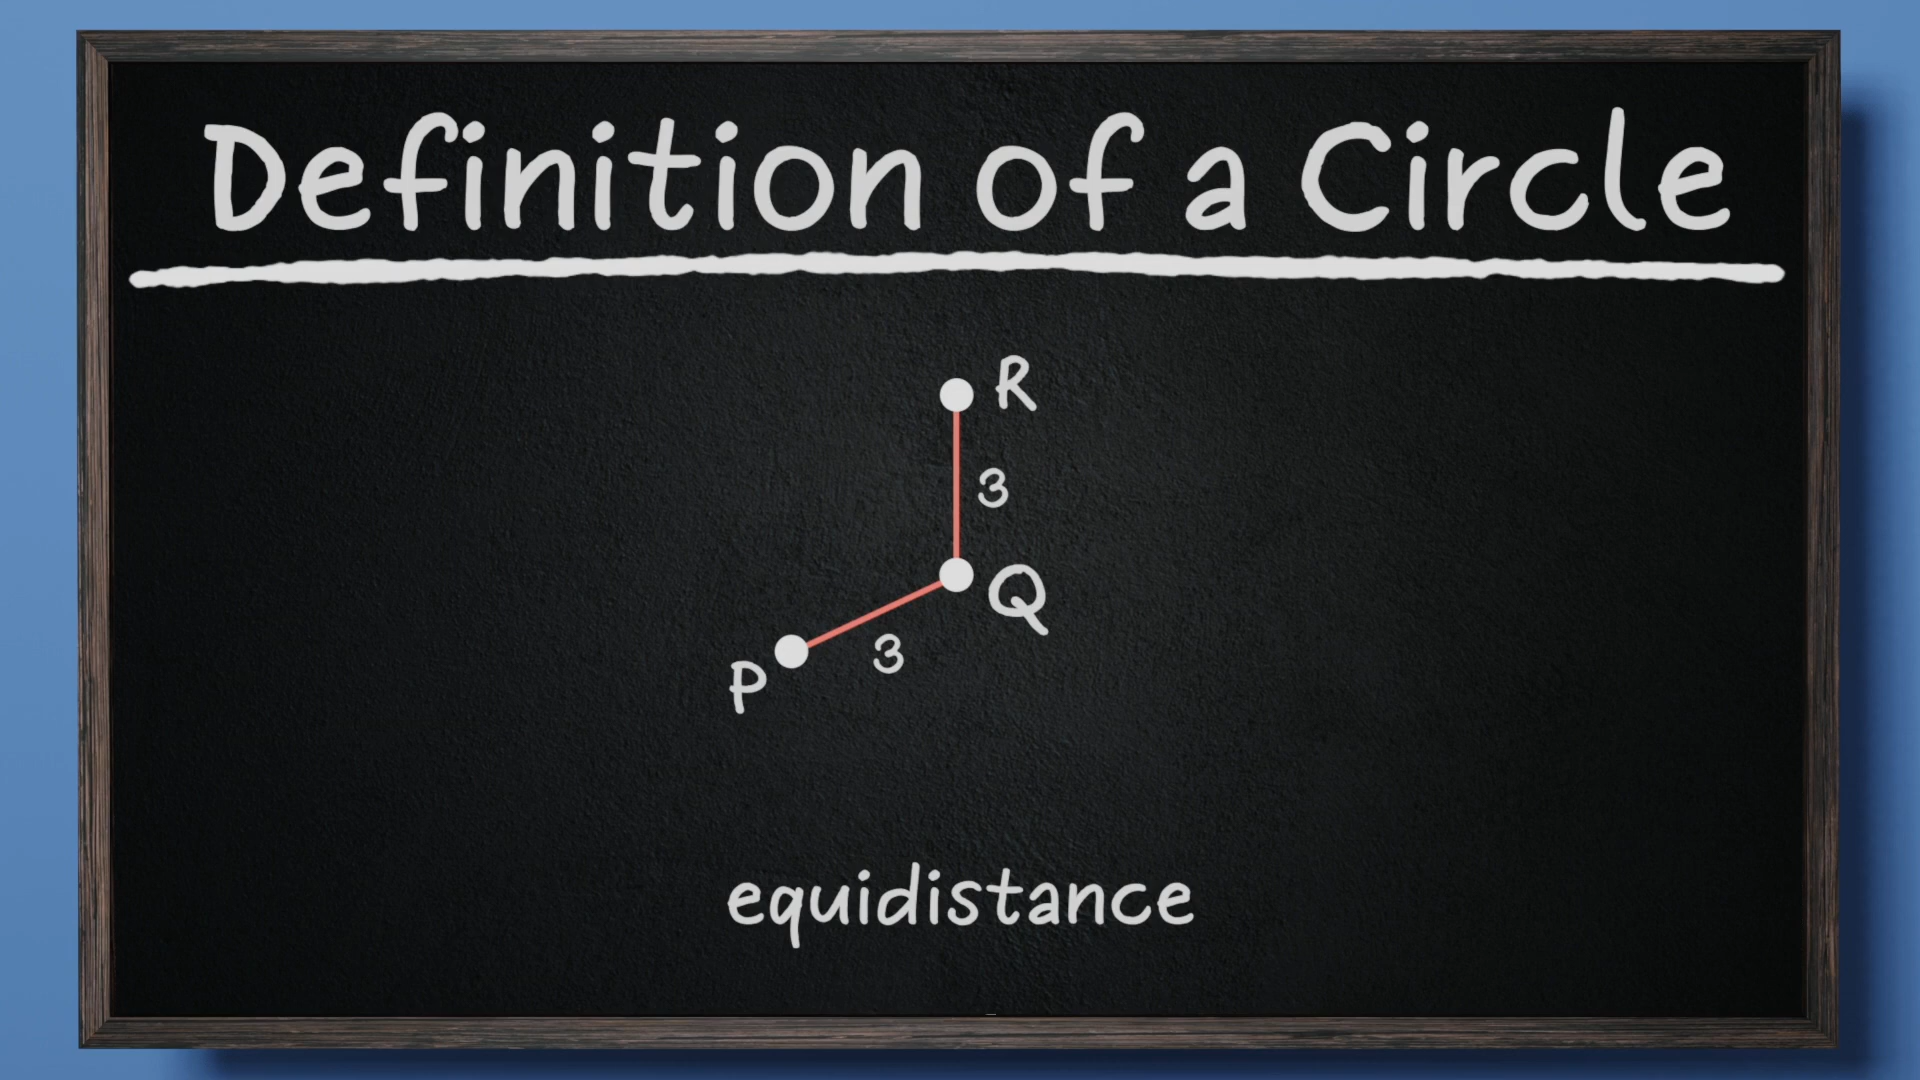 Definition of a Circle
R
3
Q
3
P
equidistance